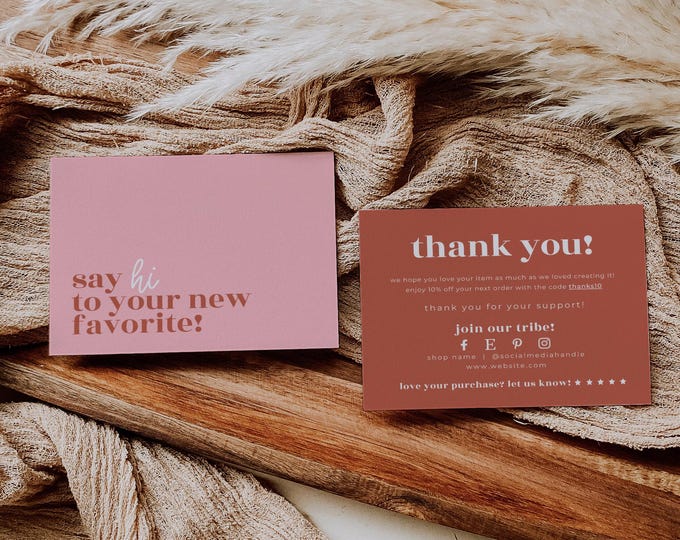 say hi
to your new
favorite!
thank you!
we hope you love your item as much as we loved creating it!
enjoy 10% off your next order with the code thanks10
thank you for your support!
join our tribe!
shop name | @socialmediahandle
www.website.com
love your purchase? let us know! ★ ★ ★ ★ ★